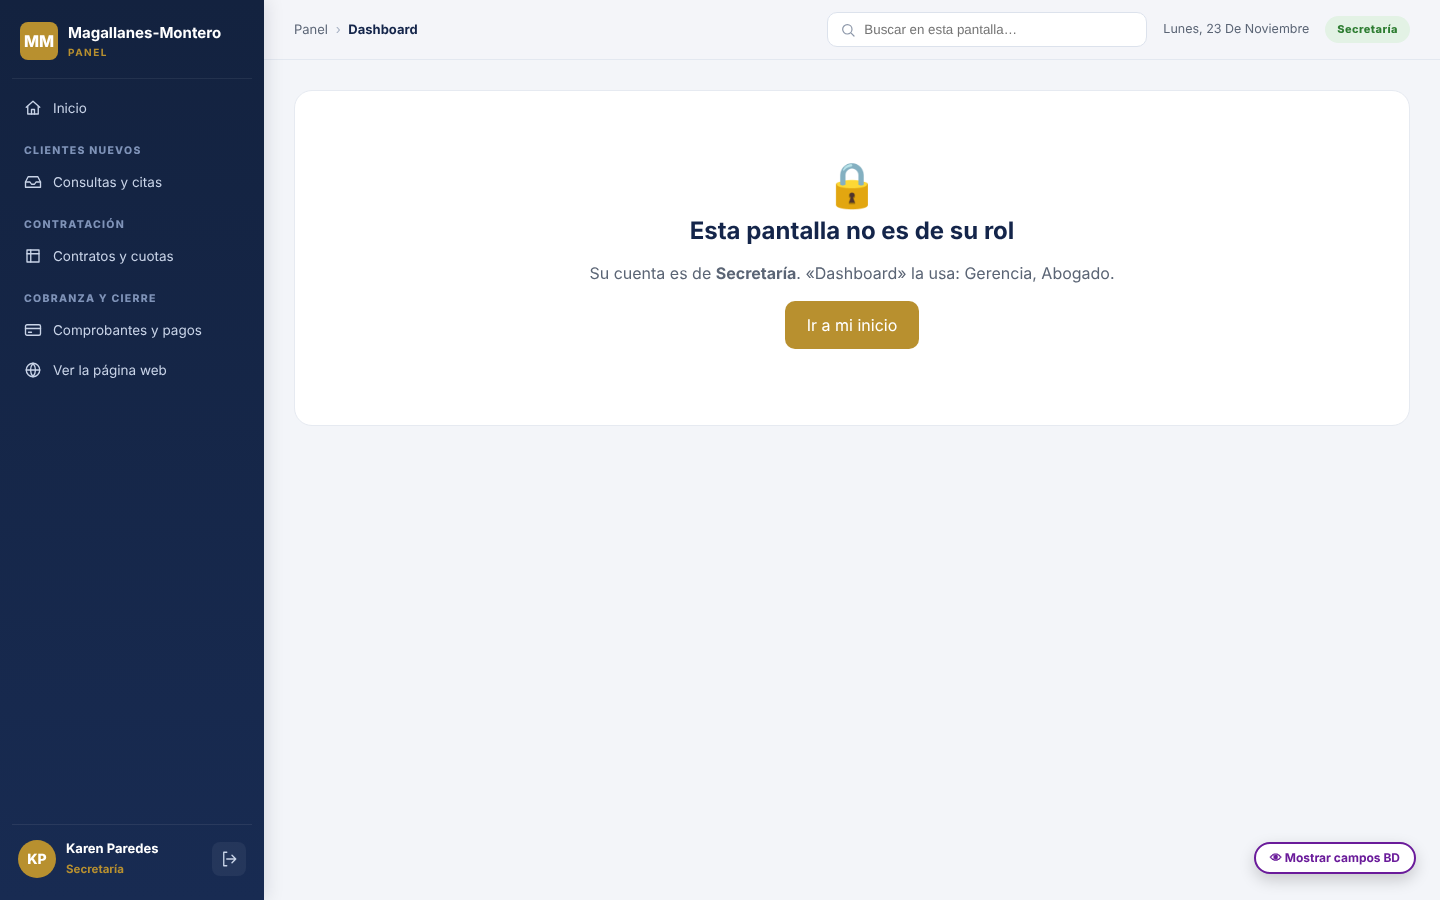 MM
Magallanes-Montero
PANEL
Inicio
CLIENTES NUEVOS
Consultas y citas
CONTRATACIÓN
Contratos y cuotas
COBRANZA Y CIERRE
Comprobantes y pagos
Ver la página web
KP
Karen Paredes
Secretaría
Panel › Dashboard
Buscar en esta pantalla...
Lunes, 23 De Noviembre
Secretaría
Esta pantalla no es de su rol
Su cuenta es de Secretaría. «Dashboard» la usa: Gerencia, Abogado.
Ir a mi inicio
Mostrar campos BD